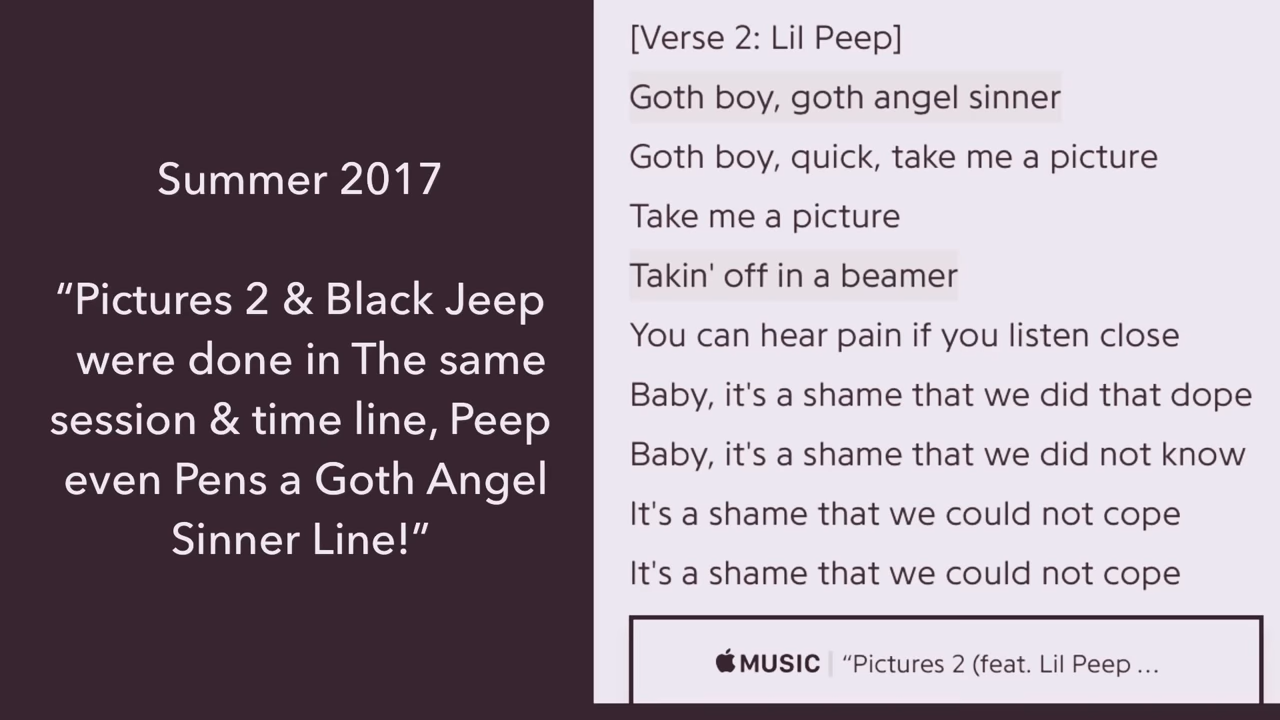 Summer 2017
“Pictures 2 & Black Jeep
were done in The same
session & time line, Peep
even Pens a Goth Angel
Sinner Line!”
[Verse 2: Lil Peep]
Goth boy, goth angel sinner
Goth boy, quick, take me a picture
Take me a picture
Takin' off in a beamer
You can hear pain if you listen close
Baby, it's a shame that we did that dope
Baby, it's a shame that we did not know
It's a shame that we could not cope
It's a shame that we could not cope
MUSIC | “Pictures 2 (feat. Lil Peep ...